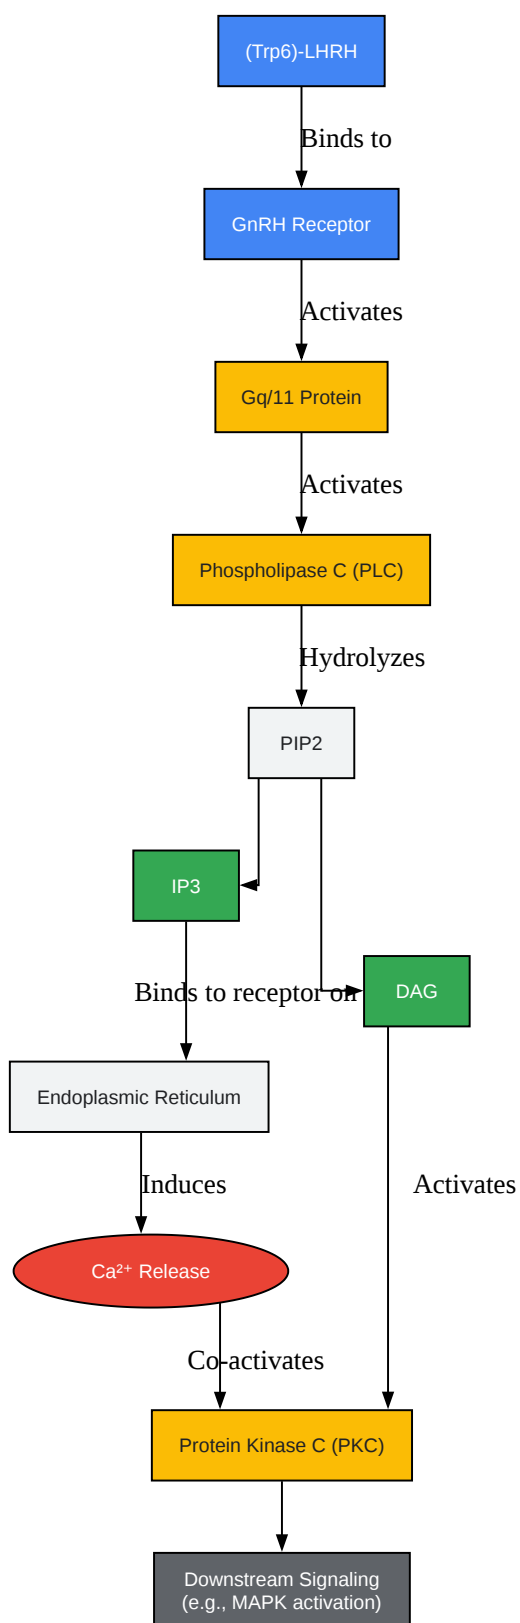 (Trp6)-LHRH
Binds to
GnRH Receptor
Activates
Gq/11 Protein
Activates
Phospholipase C (PLC)
Hydrolyzes
PIP2
IP3
Binds to receptor on
DAG
Endoplasmic Reticulum
Induces
Activates
Ca²⁺ Release
Co-activates
Protein Kinase C (PKC)
Downstream Signaling
(e.g., MAPK activation)